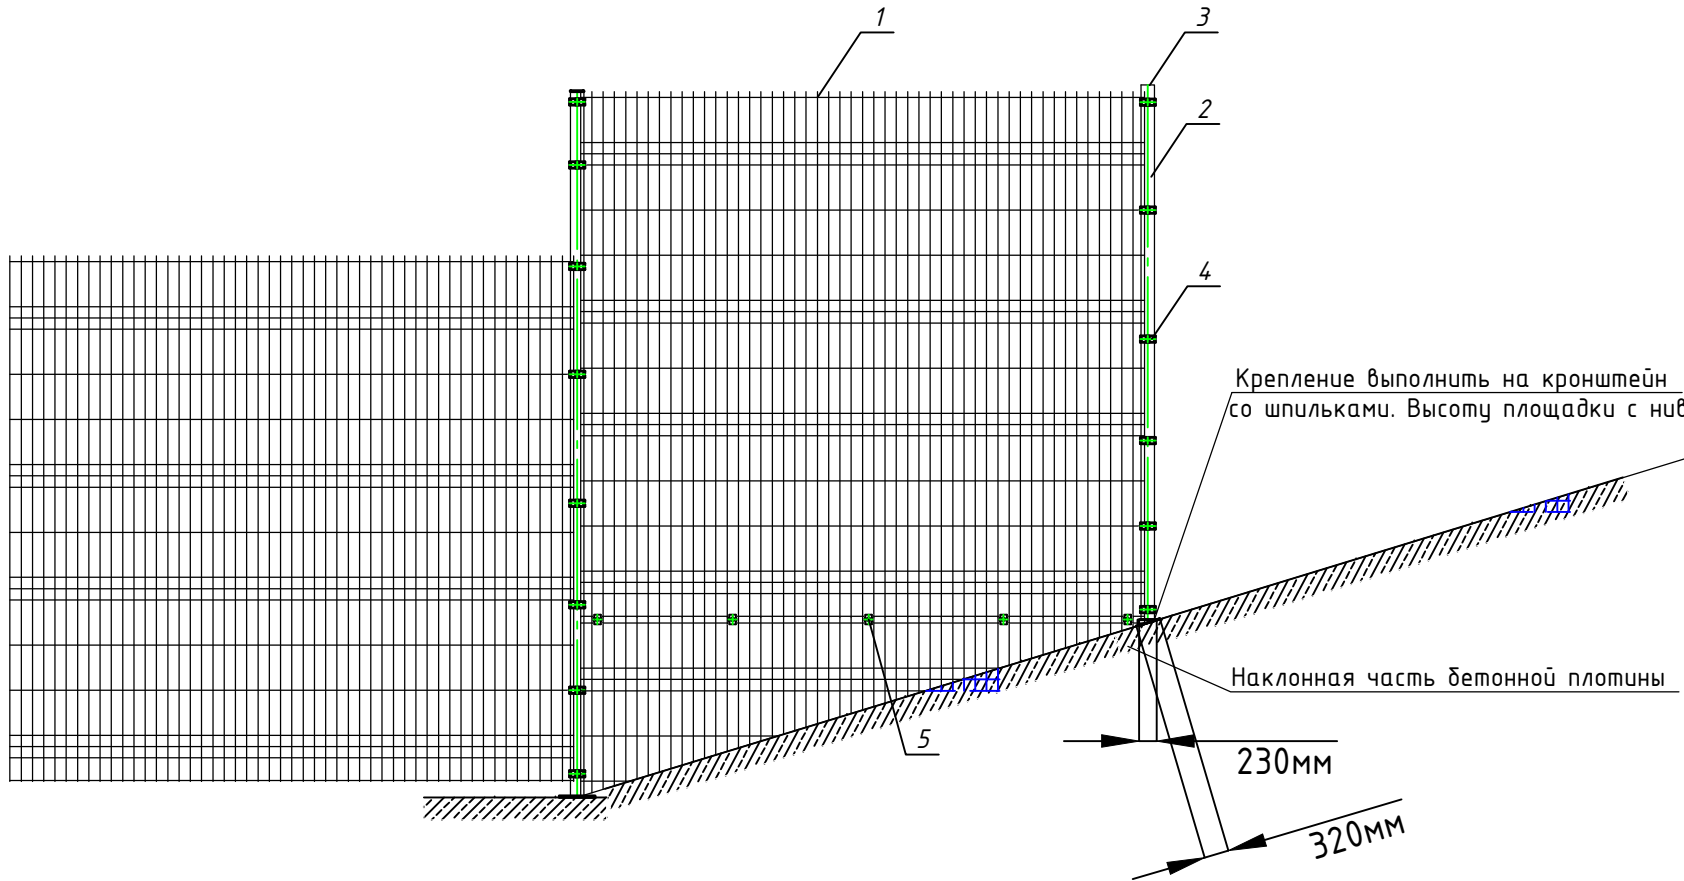 1
3
2
4
Крепление выполнить на кронштейн
со шпильками. Высоту площадки с
Наклонная часть бетонной плотины
5
230мм
320мм